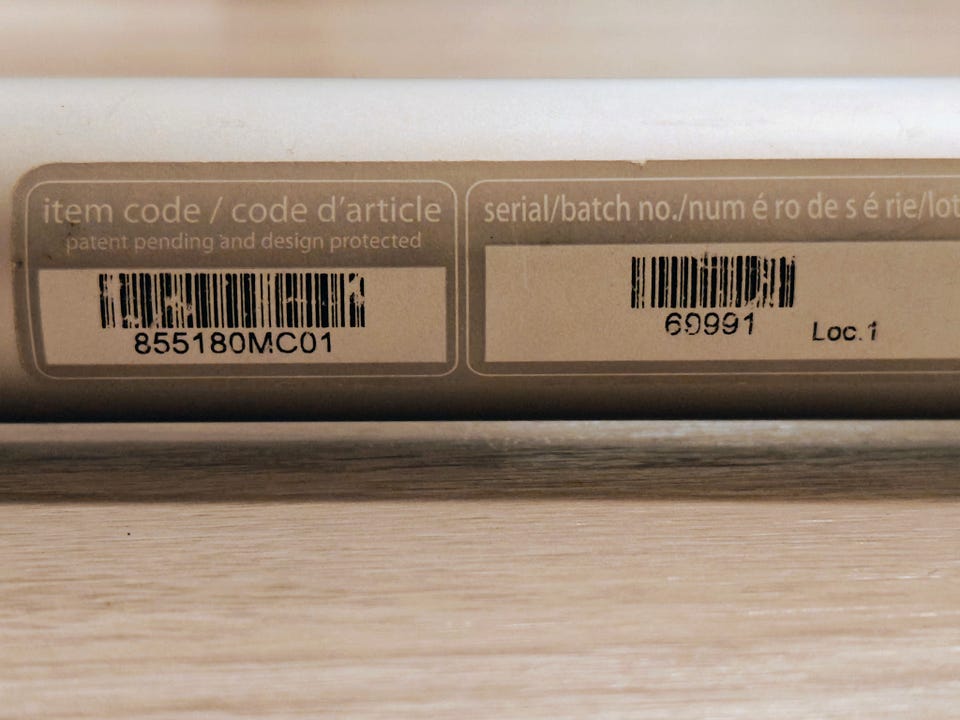 item code / code d'article
patent pending and design protected
855180MC01
serial/batch no./num é ro de s é rie/lot
69991
Loc.1